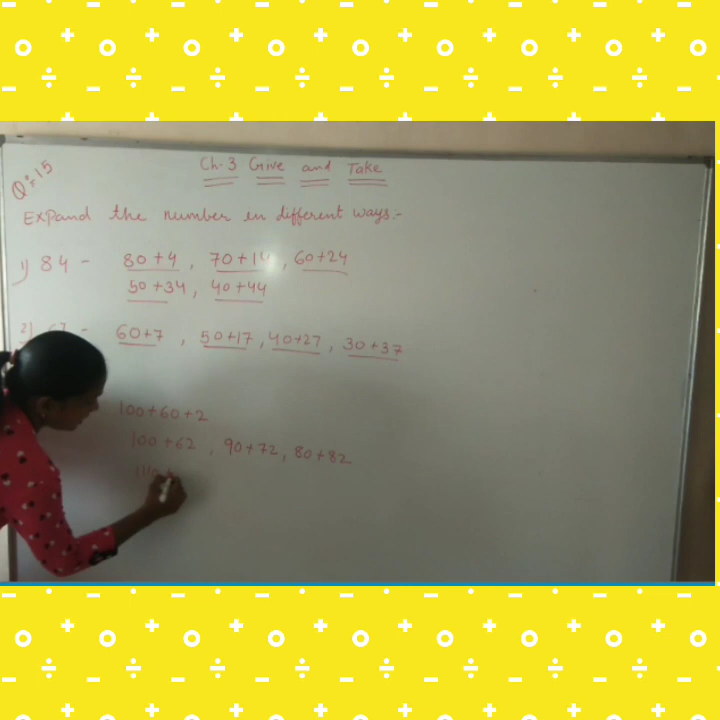 Ch-3 Give and Take
Q:-15
Expand the number in different ways:-
1) 84 - 80+4, 70+14, 60+24
50+34, 40+44
2) 67 - 60+7, 50+17, 40+27, 30+37
100+60+2
100+62, 90+72, 80+82
110+